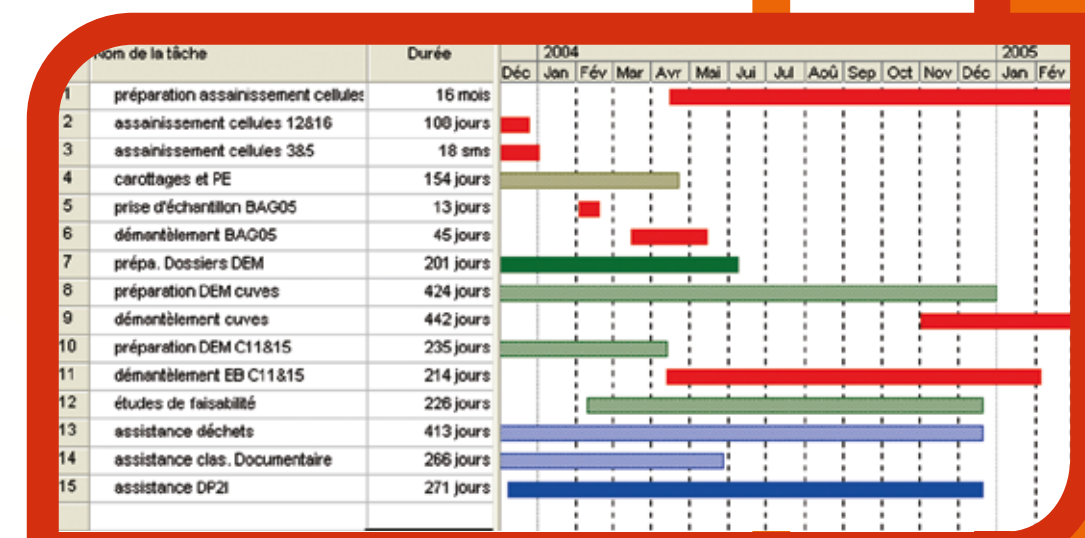 Nom de la tâche Durée 2004 2005
Déc Jan Fév Mar Avr Mai Jui Jul Aoû Sep Oct Nov Déc Jan Fév
1 préparation assainissement cellules 16 mois
2 assainissement cellules 12&16 108 jours
3 assainissement cellules 3&5 18 sms
4 carottages et PE 154 jours
5 prise d'échantillon BAG05 13 jours
6 démantèlement BAG05 45 jours
7 prépa. Dossiers DEM 201 jours
8 préparation DEM cuves 424 jours
9 démantèlement cuves 442 jours
10 préparation DEM C11&15 235 jours
11 démantèlement EB C11&15 214 jours
12 études de faisabilité 226 jours
13 assistance déchets 413 jours
14 assistance clas. Documentaire 266 jours
15 assistance DP2I 271 jours